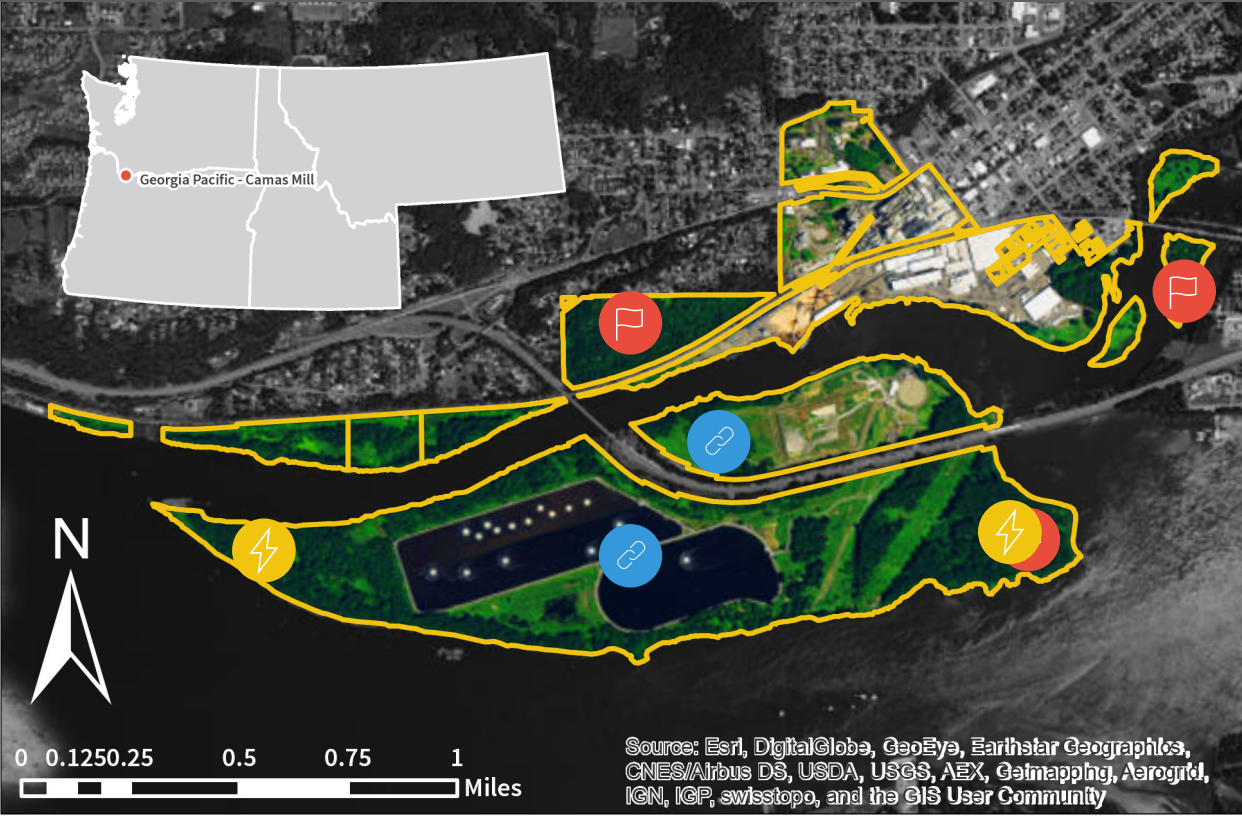 Georgia Pacific - Camas Mill
N
0 0.1250.25 0.5 0.75 1
Miles
Source: Esri, DigitalGlobe, GeoEye, Earthstar Geographics,
CNES/Airbus DS, USDA, USGS, AEX, Getmapping, Aerogrid,
IGN, IGP, swisstopo, and the GIS User Community